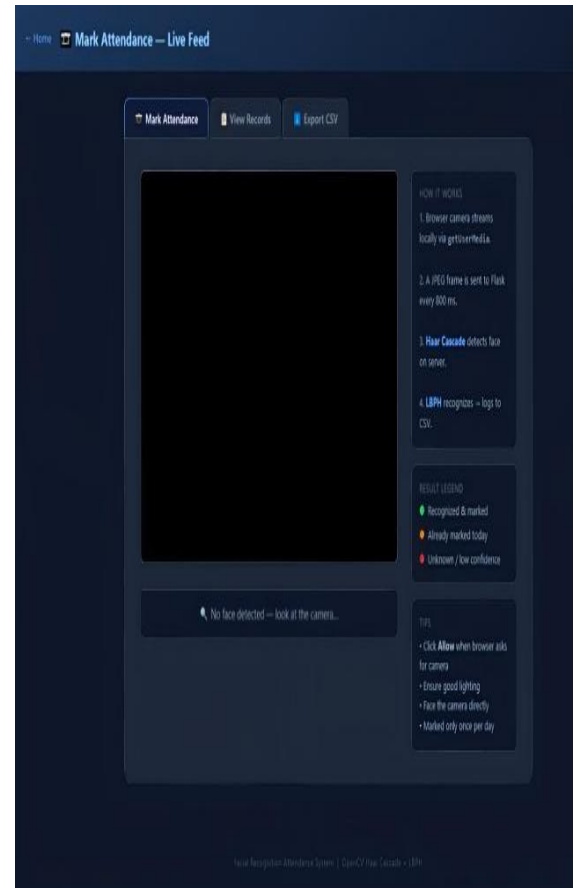 ← Home Mark Attendance — Live Feed
Mark Attendance View Records Export CSV
HOW IT WORKS
1. Browser camera streams
locally via getUserMedia.
2. A JPEG frame is sent to Flask
every 800 ms.
3. Haar Cascade detects face
on server.
4. LBPH recognizes → logs to
CSV.
RESULT LEGEND
Recognized & marked
Already marked today
Unknown / low confidence
No face detected — look at the camera...
TIPS
• Click Allow when browser asks
for camera
• Ensure good lighting
• Face the camera directly
• Marked only once per day
Facial Recognition Attendance System | OpenCV Haar Cascade + LBPH